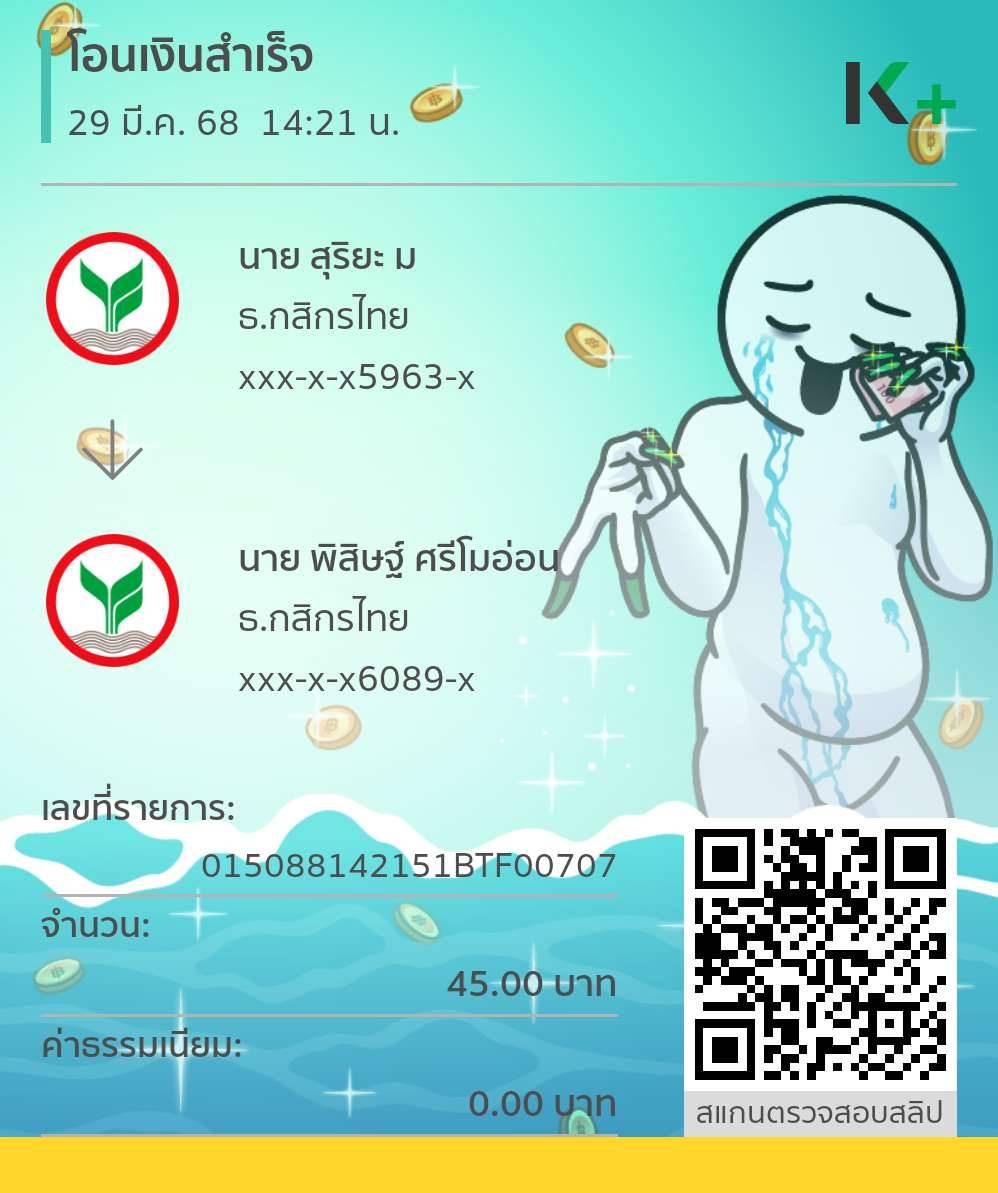 โอนเงินสำเร็จ
29 มี.ค. 68 14:21 น.
K+
นาย สุริยะ ม
ธ.กสิกรไทย
xxx-x-x5963-x
นาย พิสิษฐ์ ศรีโมอ่อน
ธ.กสิกรไทย
xxx-x-x6089-x
เลขที่รายการ:
015088142151BTF00707
จำนวน:
45.00 บาท
ค่าธรรมเนียม:
0.00 บาท
สแกนตรวจสอบสลิป